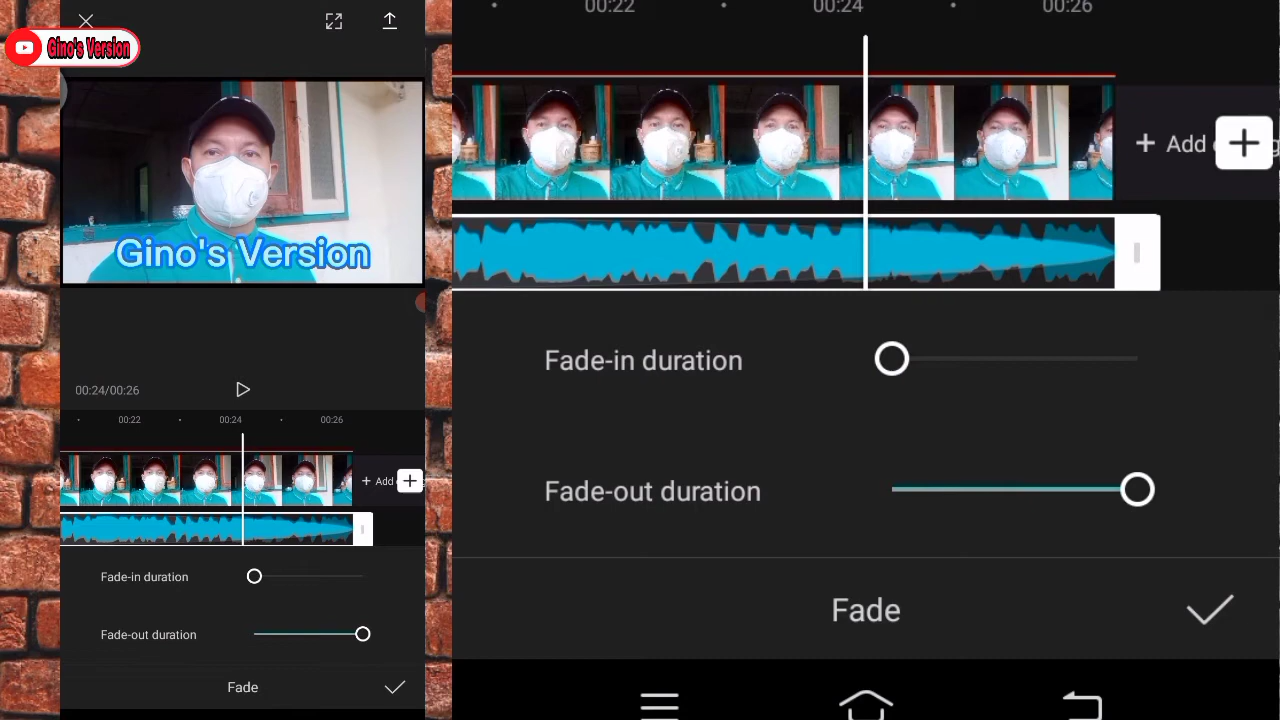 Gino's Version
Gino's Version
00:24/00:26
00:22
00:24
00:26
+ Add
Fade-in duration
Fade-out duration
Fade
00:22
00:24
00:26
+ Add
Fade-in duration
Fade-out duration
Fade